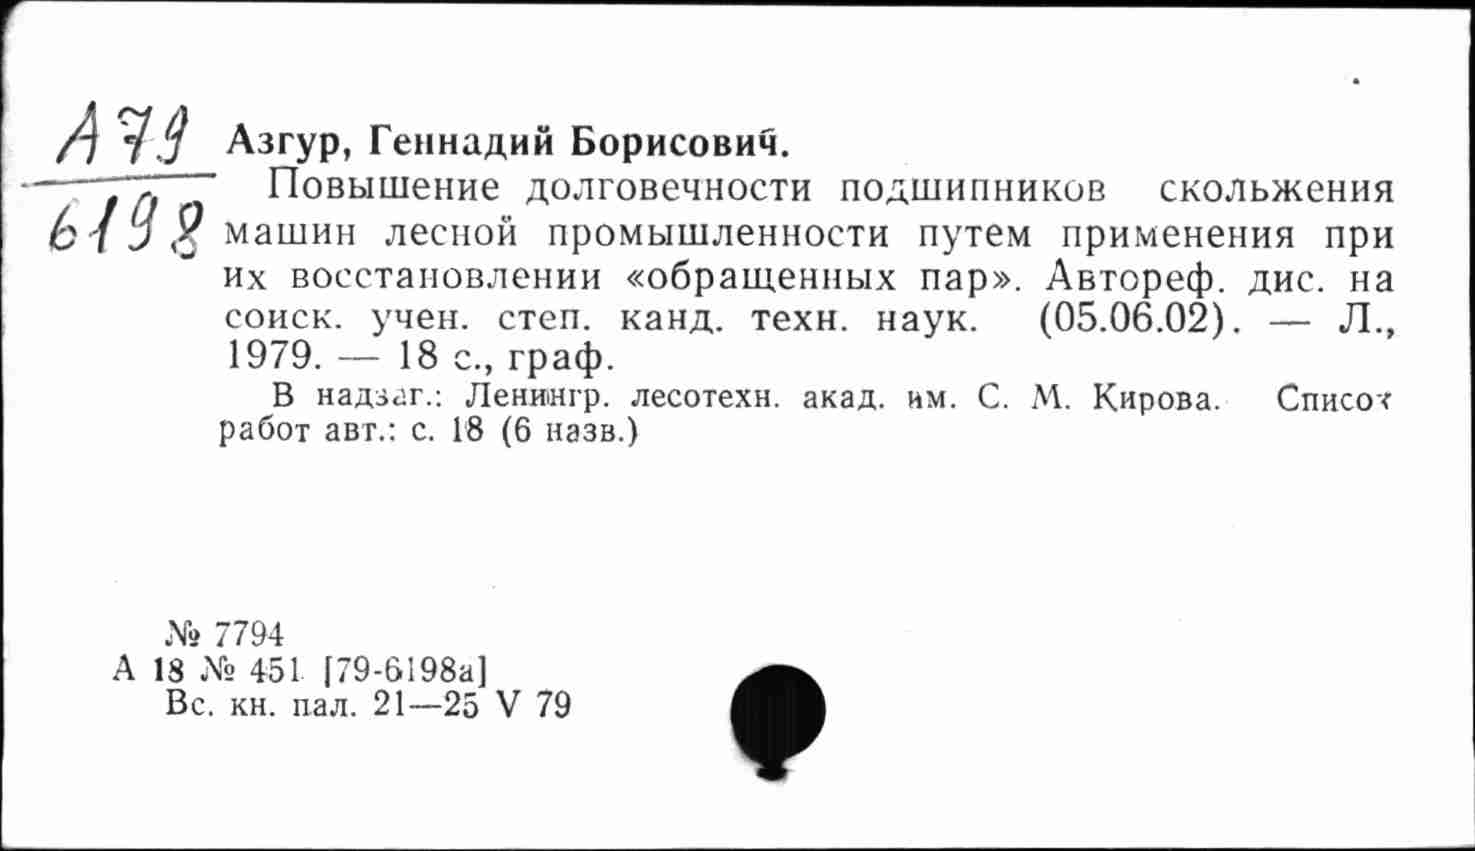 А79
6198
Азгур, Геннадий Борисович.
Повышение долговечности подшипников скольжения
машин лесной промышленности путем применения при
их восстановлении «обращенных пар». Автореф. дис. на
соиск. учен. степ. канд. техн. наук. (05.06.02). — Л.,
1979. — 18 с., граф.
В надзаг.: Ленингр. лесотехн. акад. им. С. М. Кирова. Список
работ авт.: с. 18 (6 назв.)
№ 7794
А 18 № 451 [79-6198а]
Вс. кн. пал. 21—25 V 79